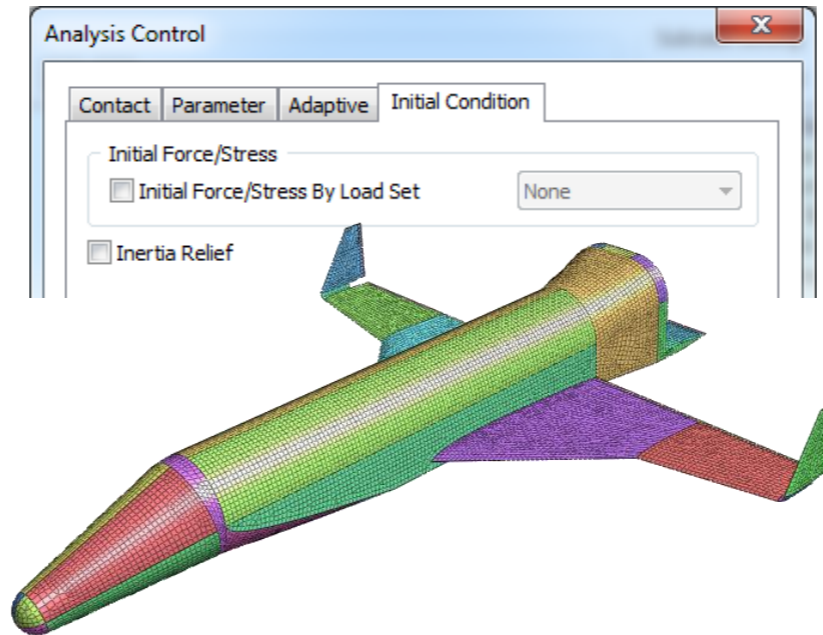 Analysis Control
Contact Parameter Adaptive Initial Condition
Initial Force/Stress
Initial Force/Stress By Load Set None
Inertia Relief